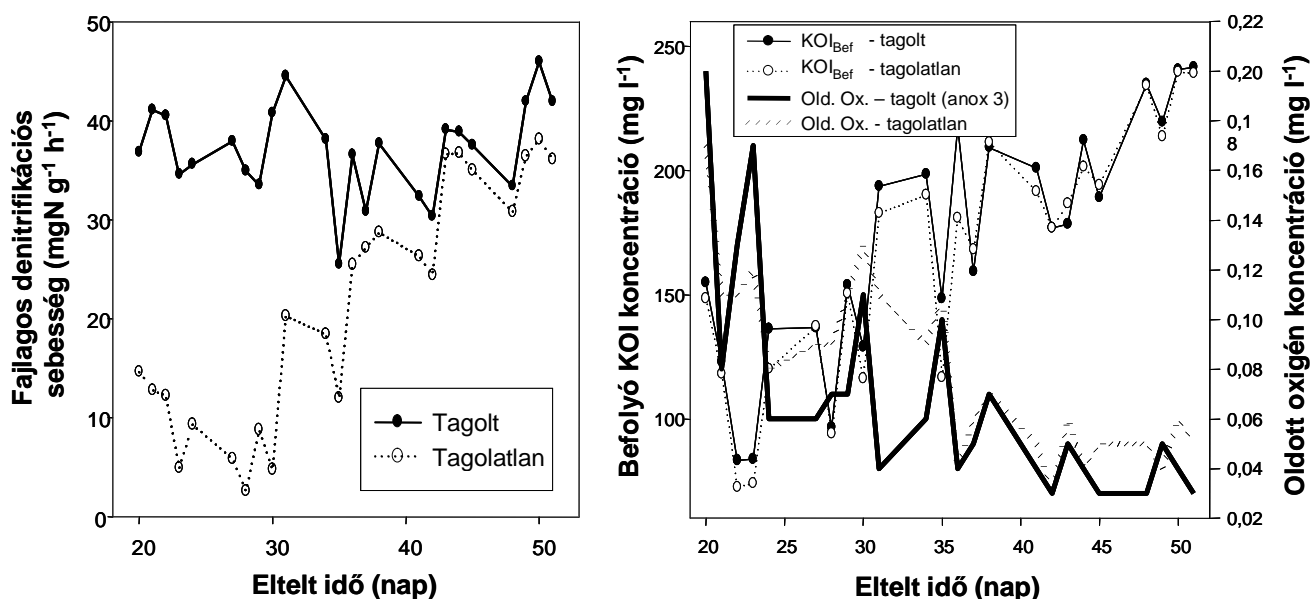 Fajlagos denitrifikációs
sebesség (mgN g⁻¹ h⁻¹)
50
40
30
20
10
0
Tagolt
Tagolatlan
20
30
40
50
Eltelt idő (nap)
Befolyó KOI koncentráció (mg l⁻¹)
250
200
150
100
KOI_Bef - tagolt
KOI_Bef - tagolatlan
Old. Ox. – tagolt (anox 3)
Old. Ox. - tagolatlan
0,22
0,20
0,1
8
0,16
0,14
0,12
0,10
0,08
0,06
0,04
0,02
Oldott oxigén koncentráció (mg l⁻¹)
20
25
30
35
40
45
50
Eltelt idő (nap)